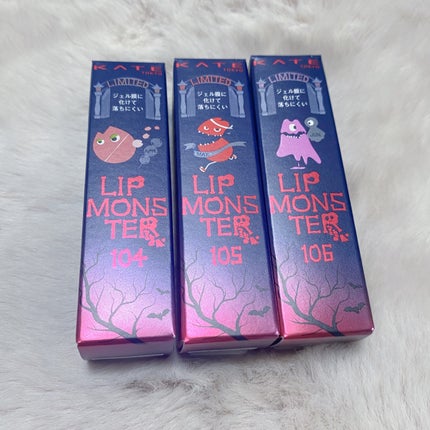 KATE
TOKYO
LIMITED
ジェル膜に
化けて
落ちにくい
LIP
MONS
TER
104
KATE
TOKYO
LIMITED
ジェル膜に
化けて
落ちにくい
LIP
MONS
TER
105
KATE
TOKYO
LIMITED
ジェル膜に
化けて
落ちにくい
LIP
MONS
TER
106